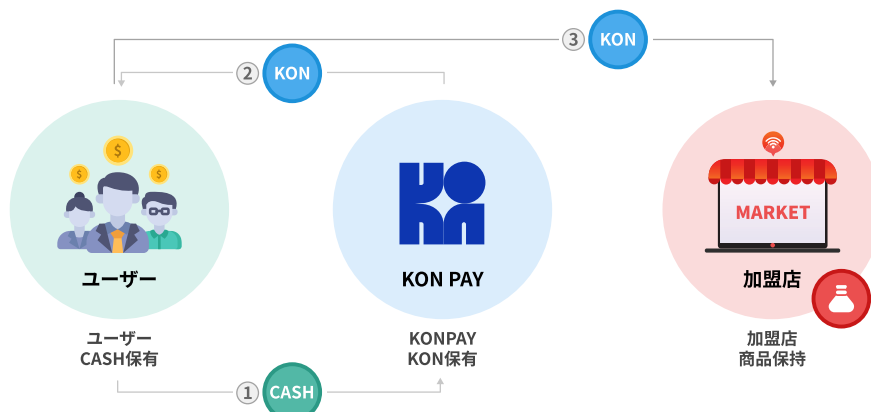 3 KON
2 KON
MARKET
ユーザー
KON PAY
加盟店
ユーザー
CASH保有
KONPAY
KON保有
加盟店
商品保持
1 CASH